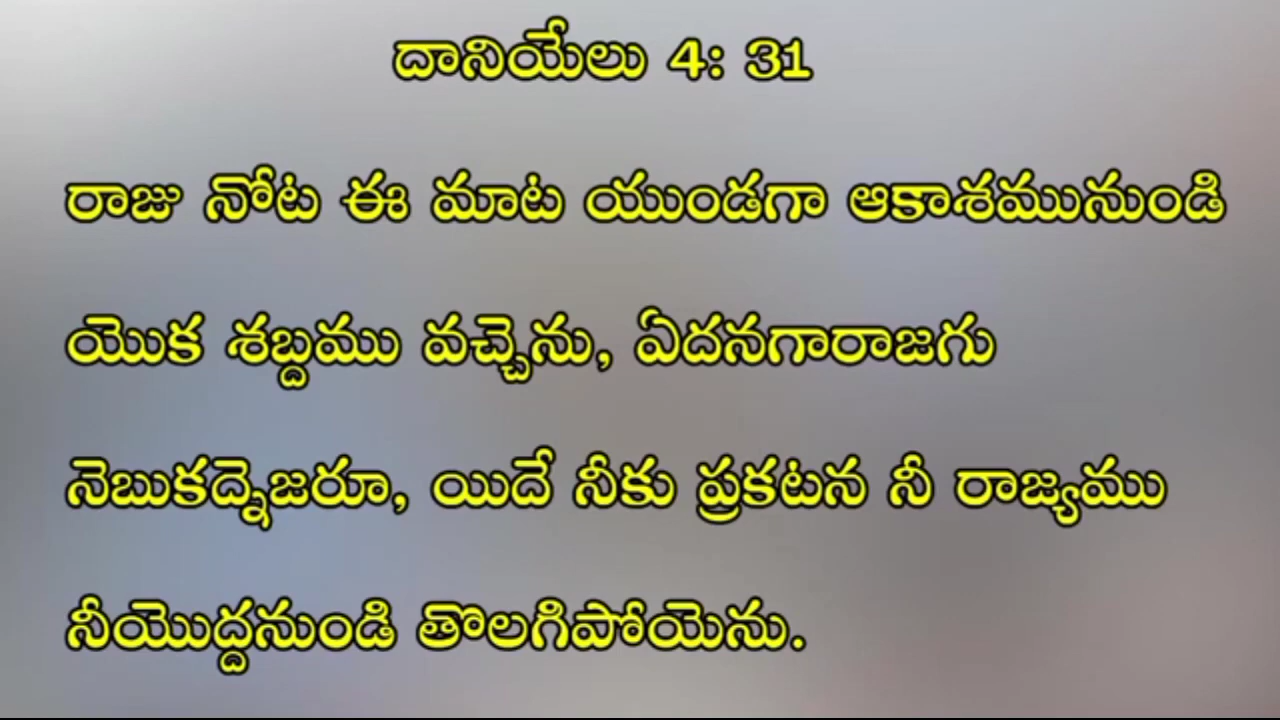 దానియేలు 4: 31
రాజు నోట ఈ మాట యుండగా ఆకాశమునుండి
యొక శబ్దము వచ్చెను, ఏదనగారాజగు
నెబుకద్నెజరూ, యిదే నీకు ప్రకటన నీ రాజ్యము
నీయొద్దనుండి తొలగిపోయెను.